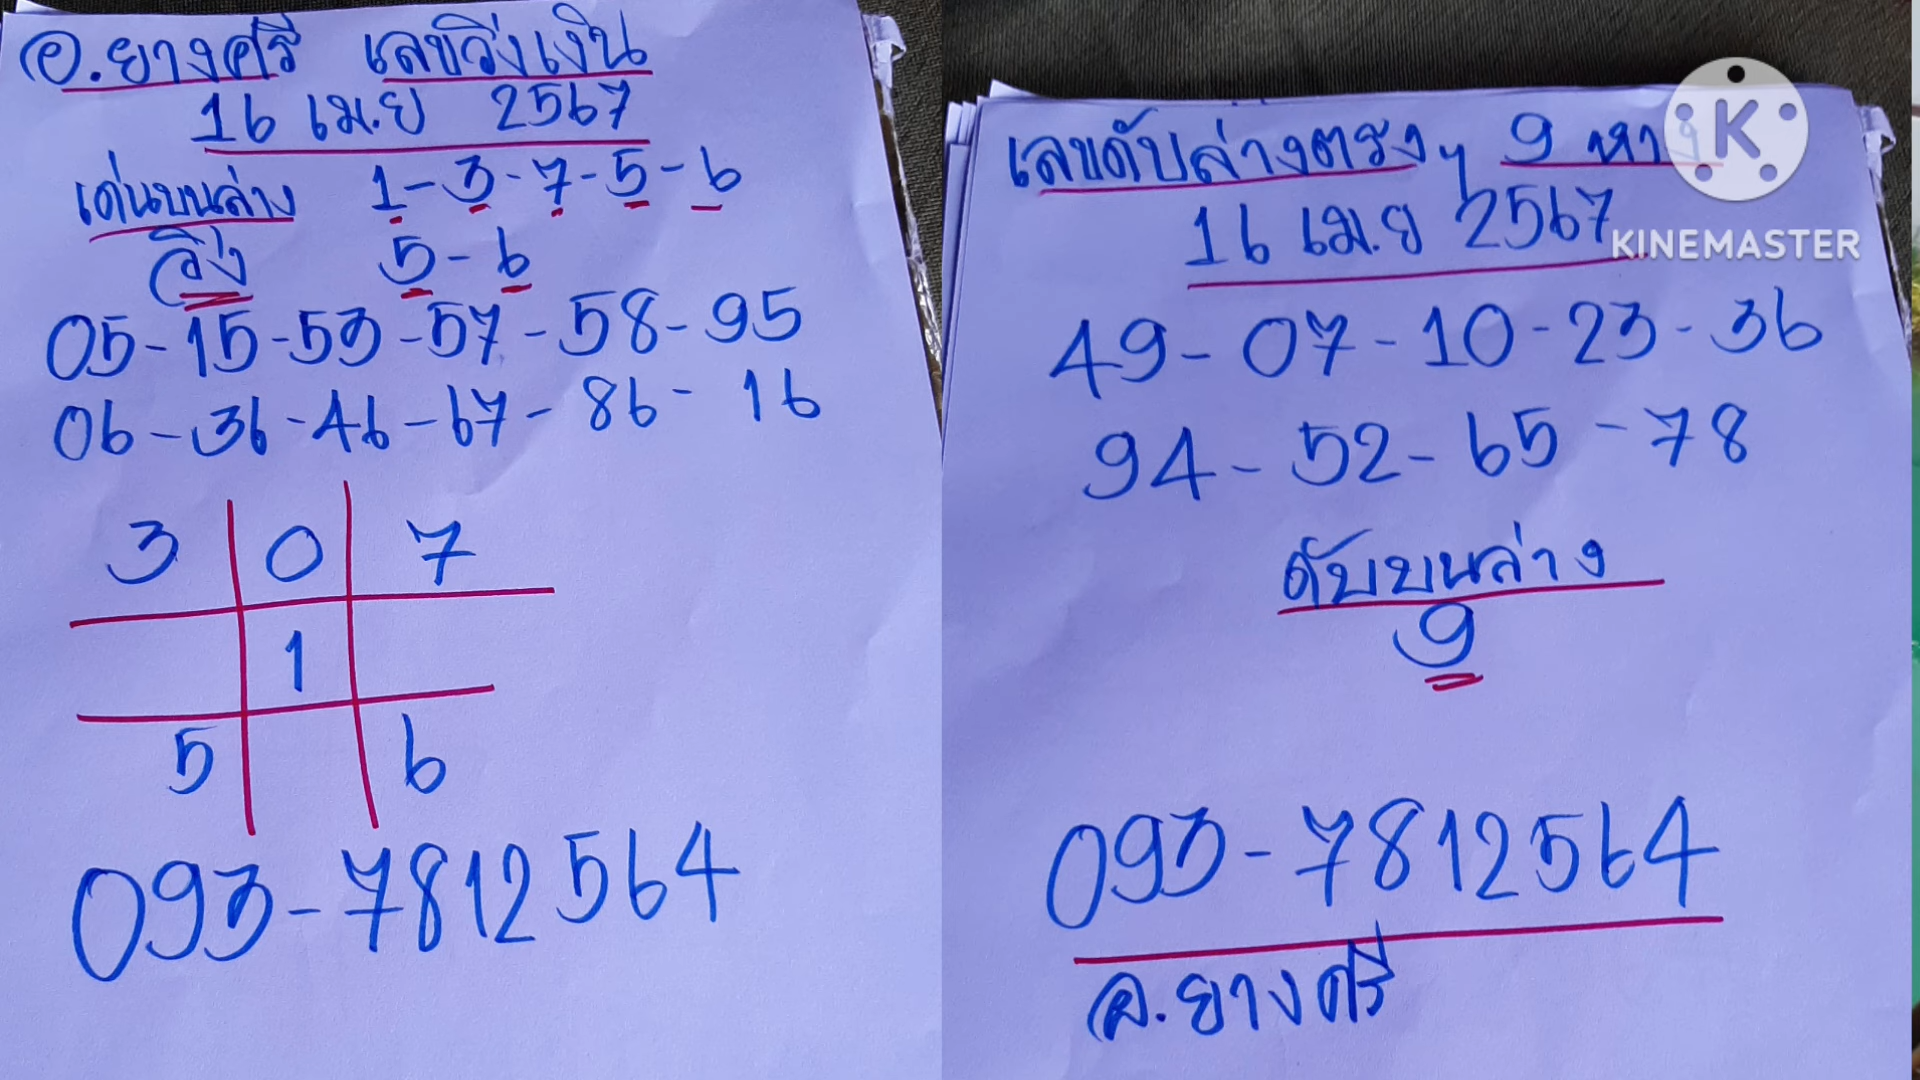 อ.ยางศรี เลขวิ่งเงิน
16 เม.ย 2567
เด่นบนล่าง 1-3-7-5-6
วิ่ง 5-6
05-15-53-57-58-95
06-36-46-67-86-16
3 0 7
1
5 6
093-7812564
เลขดับล่างตรงๆ 9 หาง
16 เม.ย 2567
49-07-10-23-36
94-52-65-78
ดับบนล่าง
9
093-7812564
อ.ยางศรี
K
KINEMASTER